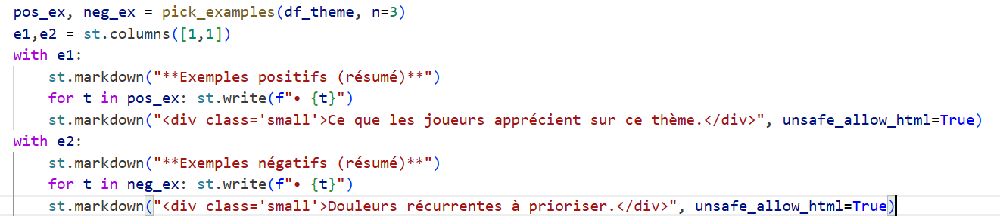 pos_ex, neg_ex = pick_examples(df_theme, n=3)
e1,e2 = st.columns([1,1])
with e1:
    st.markdown("**Exemples positifs (résumé)**")
    for t in pos_ex: st.write(f"• {t}")
    st.markdown("<div class='small'>Ce que les joueurs apprécient sur ce thème.</div>", unsafe_allow_html=True)
with e2:
    st.markdown("**Exemples négatifs (résumé)**")
    for t in neg_ex: st.write(f"• {t}")
    st.markdown("<div class='small'>Douleurs récurrentes à prioriser.</div>", unsafe_allow_html=True)